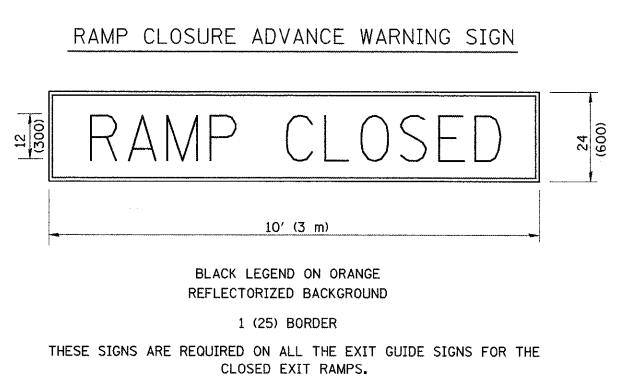 RAMP CLOSURE ADVANCE WARNING SIGN
RAMP CLOSED
12
(300)
24
(600)
10' (3 m)
BLACK LEGEND ON ORANGE
REFLECTORIZED BACKGROUND
1 (25) BORDER
THESE SIGNS ARE REQUIRED ON ALL THE EXIT GUIDE SIGNS FOR THE
CLOSED EXIT RAMPS.